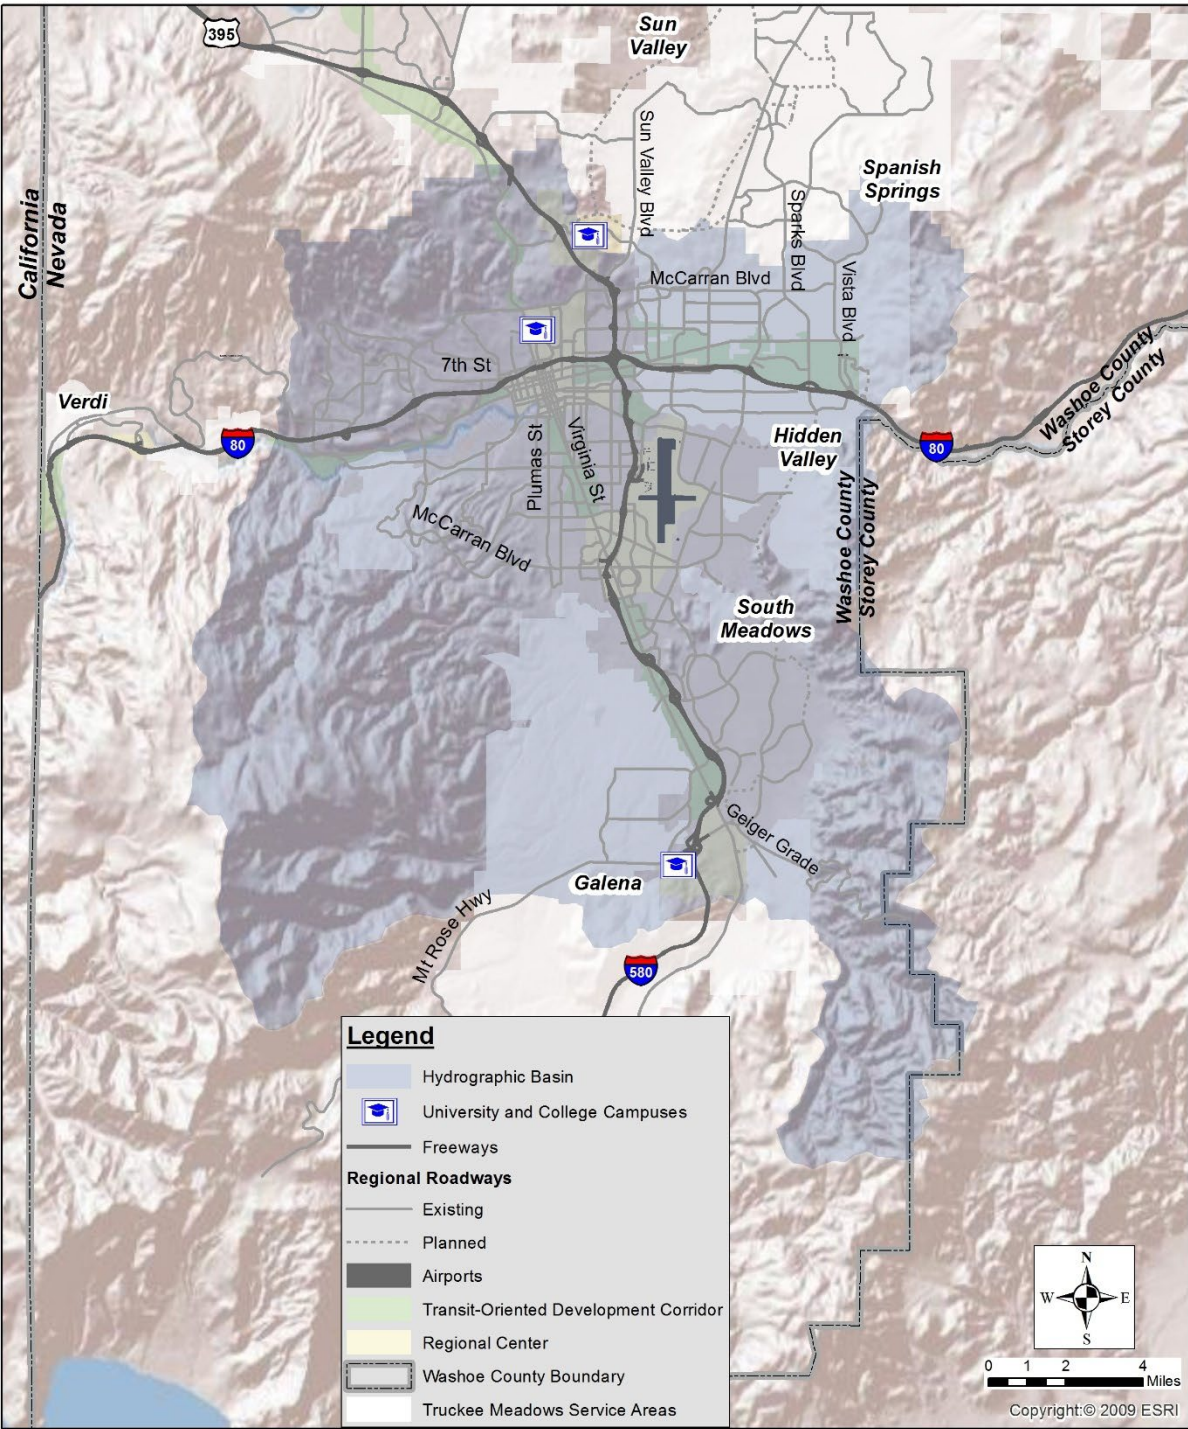 395
Sun
Valley
Sun Valley Blvd
Spanish
Springs
California
Nevada
Sparks Blvd
McCarran Blvd
Vista Blvd
7th St
Verdi
80
Washoe County
Storey County
Plumas St
Virginia St
Hidden
Valley
80
McCarran Blvd
Washoe County
Storey County
South
Meadows
Geiger Grade
Galena
Mt Rose Hwy
580
Legend
Hydrographic Basin
University and College Campuses
Freeways
Regional Roadways
Existing
Planned
Airports
Transit-Oriented Development Corridor
Regional Center
Washoe County Boundary
Truckee Meadows Service Areas
N
W E
S
0 1 2 4
Miles
Copyright:© 2009 ESRI